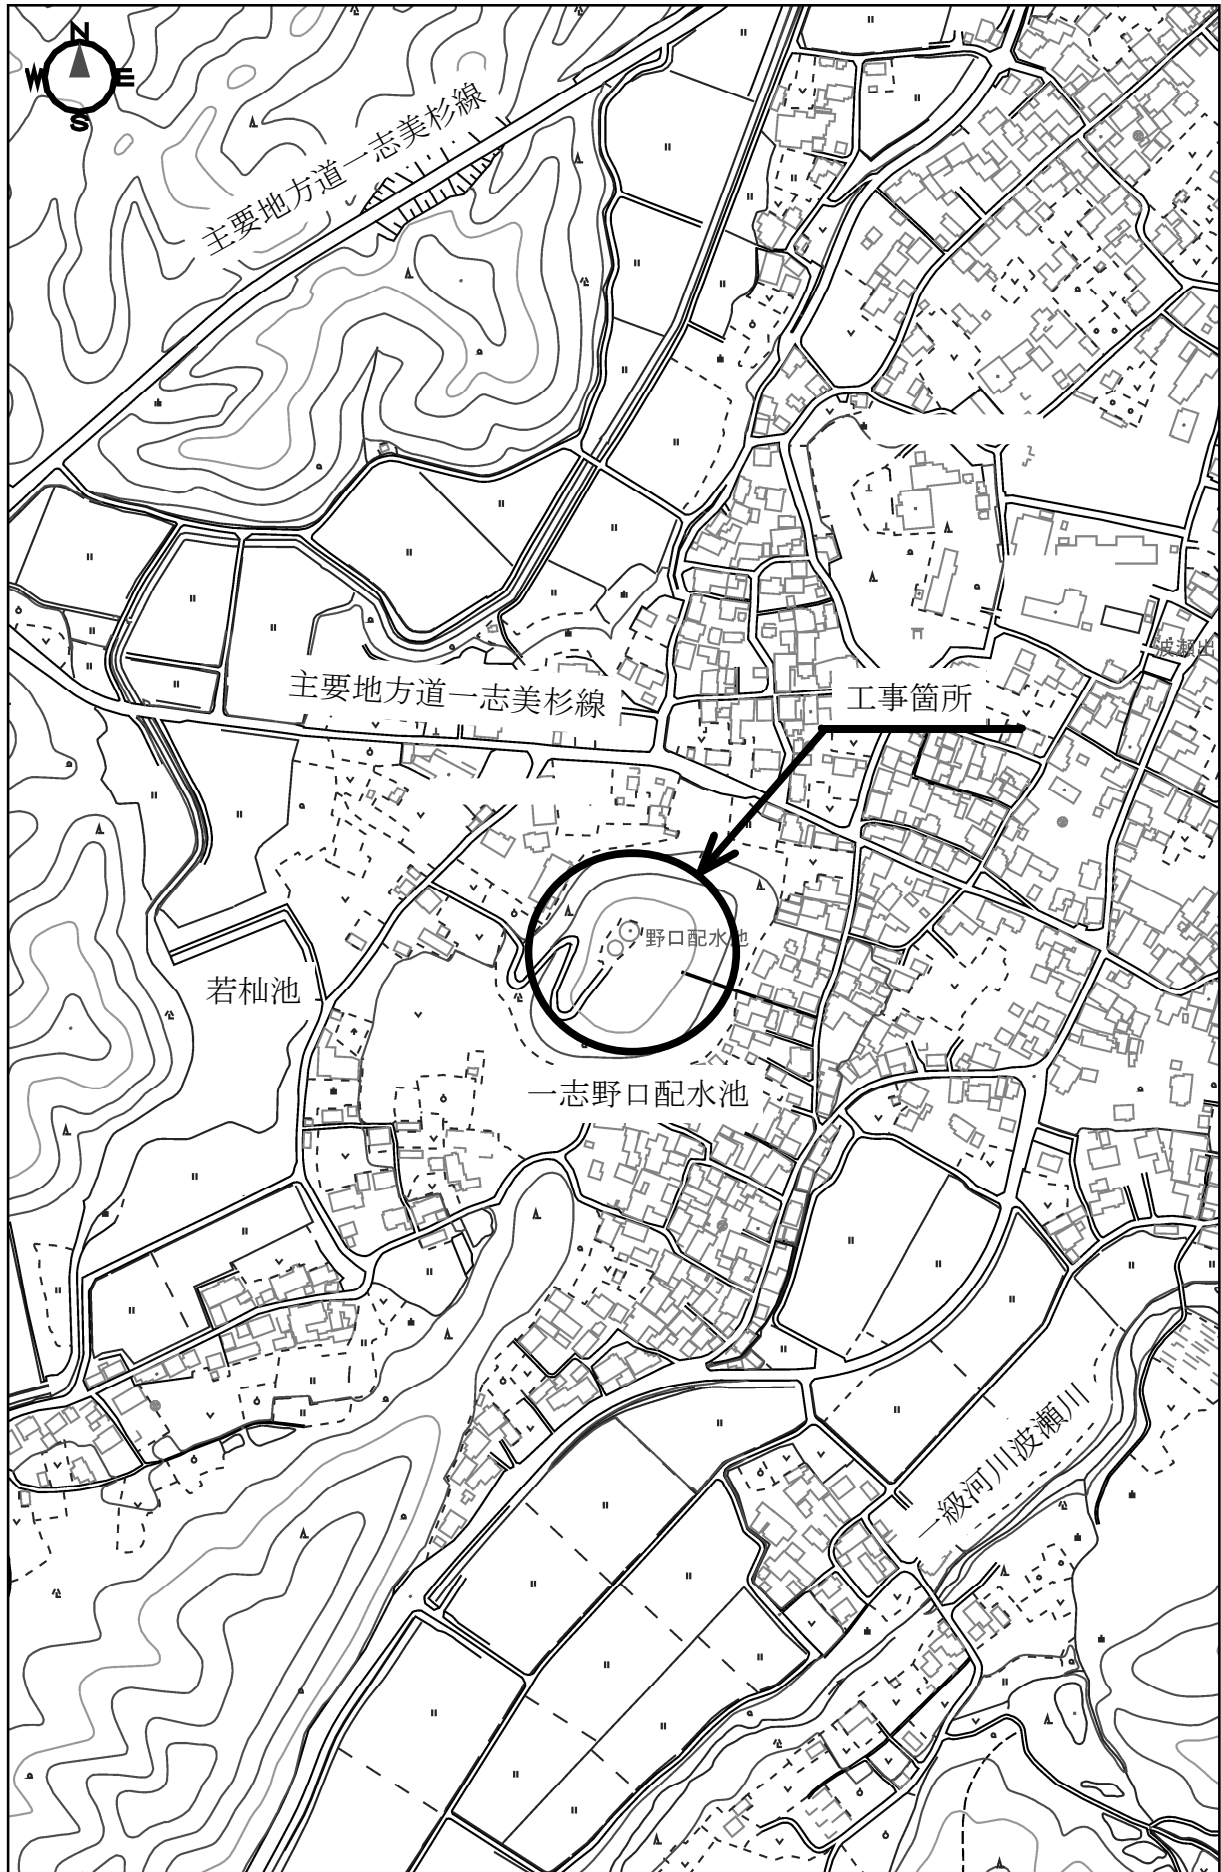 N
W E
S
主要地方道一志美杉線
波瀬出
主要地方道一志美杉線
工事箇所
野口配水池
若杣池
一志野口配水池
一級河川波瀬川